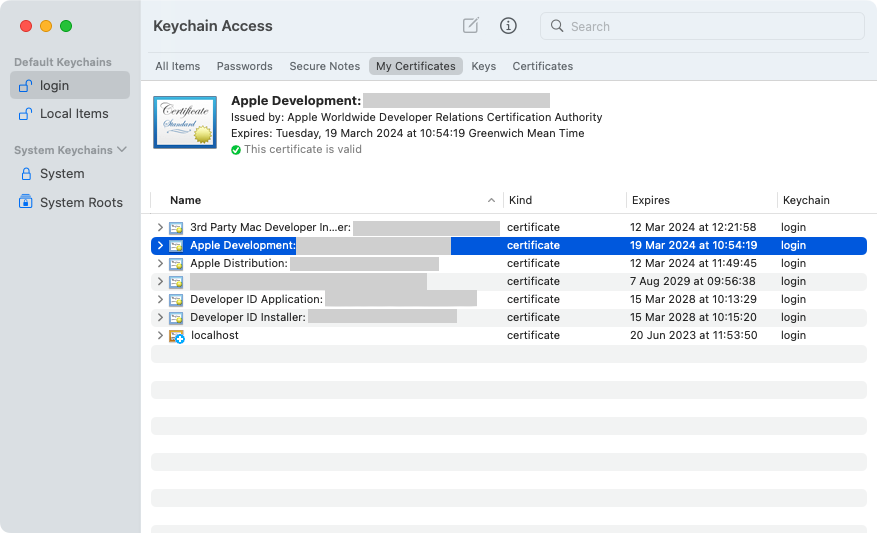 Keychain Access
Search
Default Keychains
login
Local Items
System Keychains
System
System Roots
All Items
Passwords
Secure Notes
My Certificates
Keys
Certificates
Certificate
Standard
Apple Development:
Issued by: Apple Worldwide Developer Relations Certification Authority
Expires: Tuesday, 19 March 2024 at 10:54:19 Greenwich Mean Time
This certificate is valid
Name Kind Expires Keychain
3rd Party Mac Developer In...er: certificate 12 Mar 2024 at 12:21:58 login
Apple Development: certificate 19 Mar 2024 at 10:54:19 login
Apple Distribution: certificate 12 Mar 2024 at 11:49:45 login
certificate 7 Aug 2029 at 09:56:38 login
Developer ID Application: certificate 15 Mar 2028 at 10:13:29 login
Developer ID Installer: certificate 15 Mar 2028 at 10:15:20 login
localhost certificate 20 Jun 2023 at 11:53:50 login